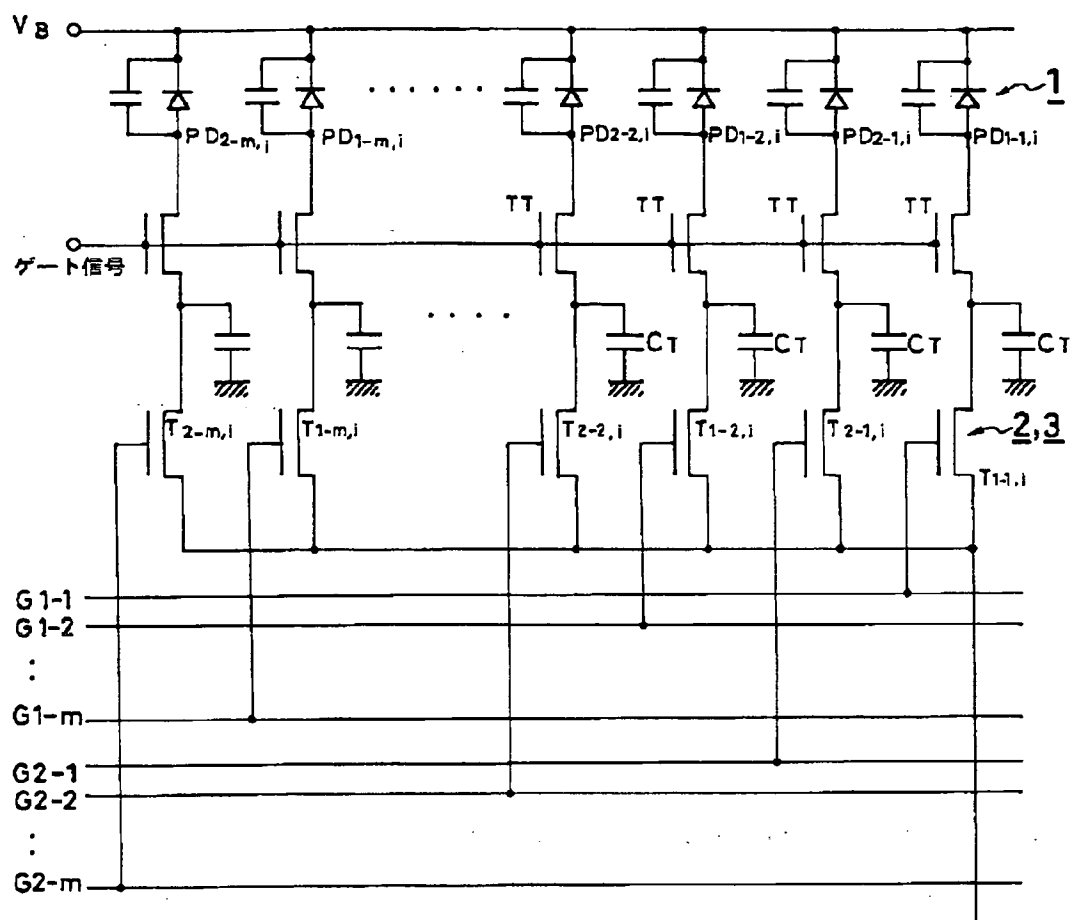 VB
1
PD2-m,i
PD1-m,i
PD2-2,i
PD1-2,i
PD2-1,i
PD1-1,i
TT
TT
TT
TT
ゲート信号
CT
CT
CT
CT
T2-m,i
T1-m,i
T2-2,i
T1-2,i
T2-1,i
2,3
T1-1,i
G1-1
G1-2
G1-m
G2-1
G2-2
G2-m